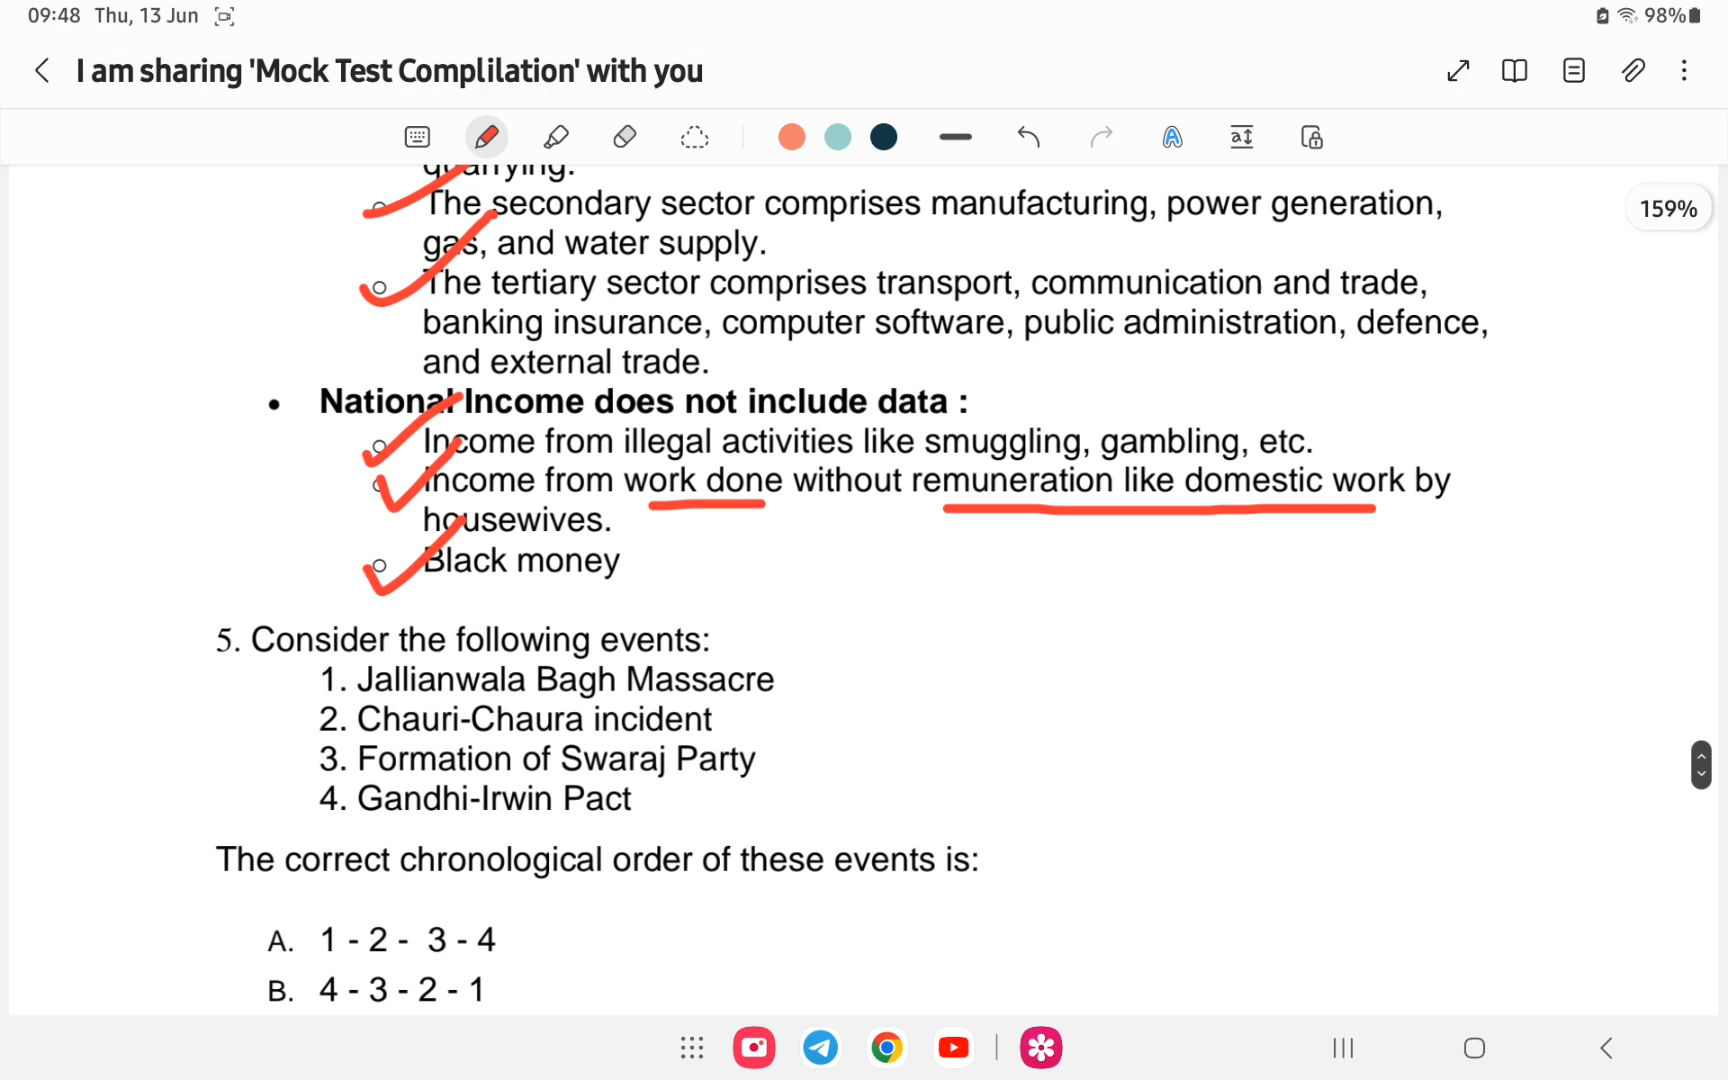 09:48 Thu, 13 Jun
98%
I am sharing 'Mock Test Complilation' with you
159%
quarrying.
The secondary sector comprises manufacturing, power generation,
gas, and water supply.
The tertiary sector comprises transport, communication and trade,
banking insurance, computer software, public administration, defence,
and external trade.
• National Income does not include data :
Income from illegal activities like smuggling, gambling, etc.
Income from work done without remuneration like domestic work by
housewives.
Black money
5. Consider the following events:
1. Jallianwala Bagh Massacre
2. Chauri-Chaura incident
3. Formation of Swaraj Party
4. Gandhi-Irwin Pact
The correct chronological order of these events is:
A. 1 - 2 - 3 - 4
B. 4 - 3 - 2 - 1